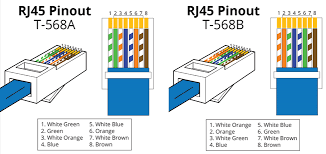 RJ45 Pinout
T-568A
1 2 3 4 5 6 7 8
1. White Green
2. Green
3. White Orange
4. Blue
5. White Blue
6. Orange
7. White Brown
8. Brown
RJ45 Pinout
T-568B
1 2 3 4 5 6 7 8
1. White Orange
2. Orange
3. White Green
4. Blue
5. White Blue
6. Green
7. White Brown
8. Brown